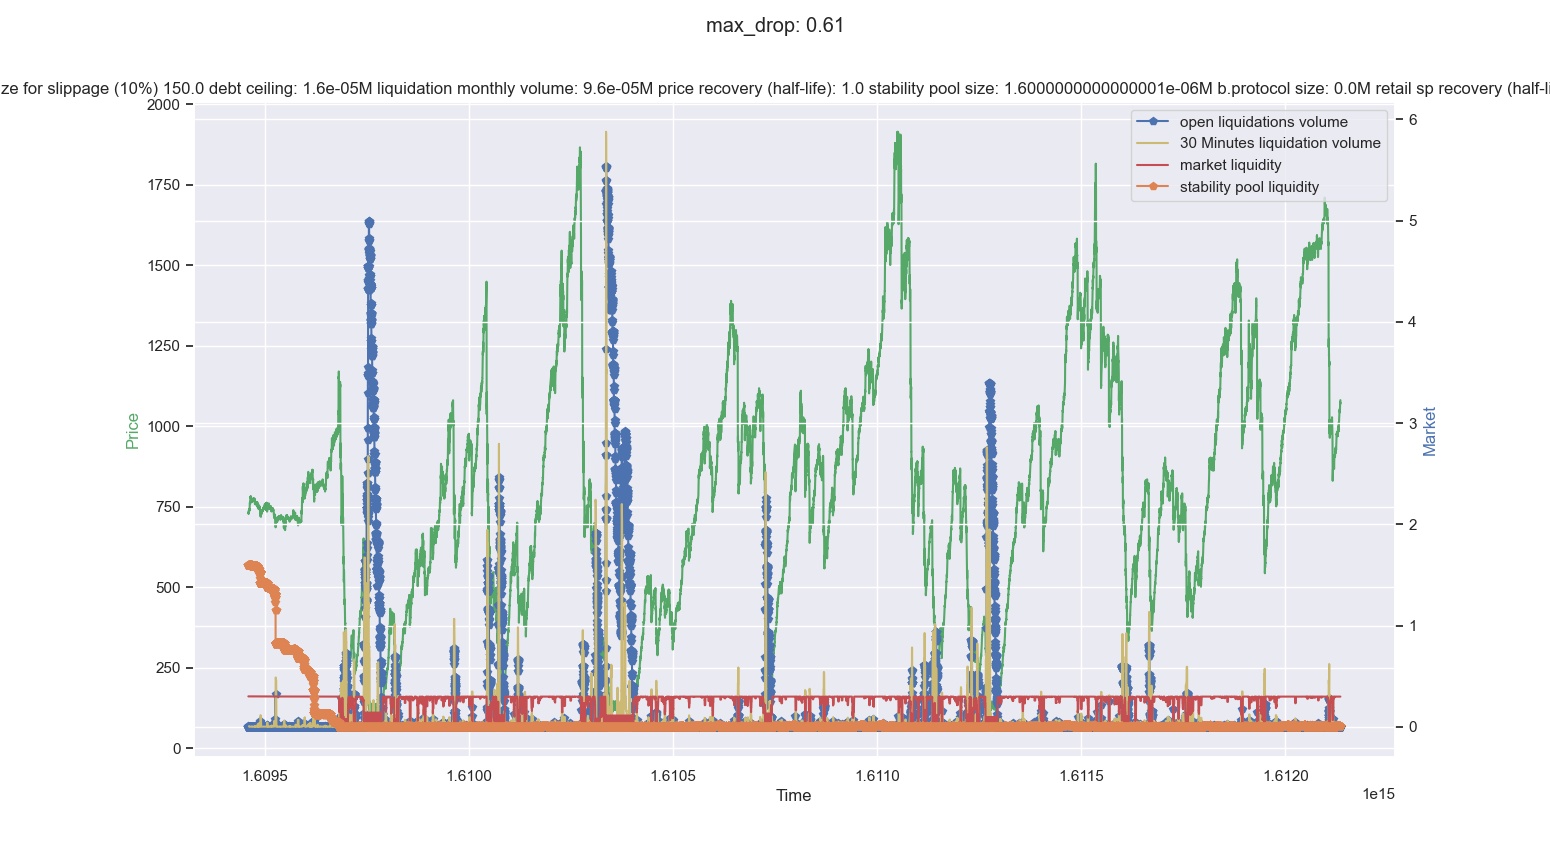 max_drop: 0.61
ze for slippage (10%) 150.0 debt ceiling: 1.6e-05M liquidation monthly volume: 9.6e-05M price recovery (half-life): 1.0 stability pool size: 1.6000000000000001e-06M b.protocol size: 0.0M retail sp recovery (half-li
2000
1750
1500
1250
1000
750
500
250
0
Price
6
5
4
3
2
1
0
Market
open liquidations volume
30 Minutes liquidation volume
market liquidity
stability pool liquidity
1.6095
1.6100
1.6105
1.6110
1.6115
1.6120
1e15
Time